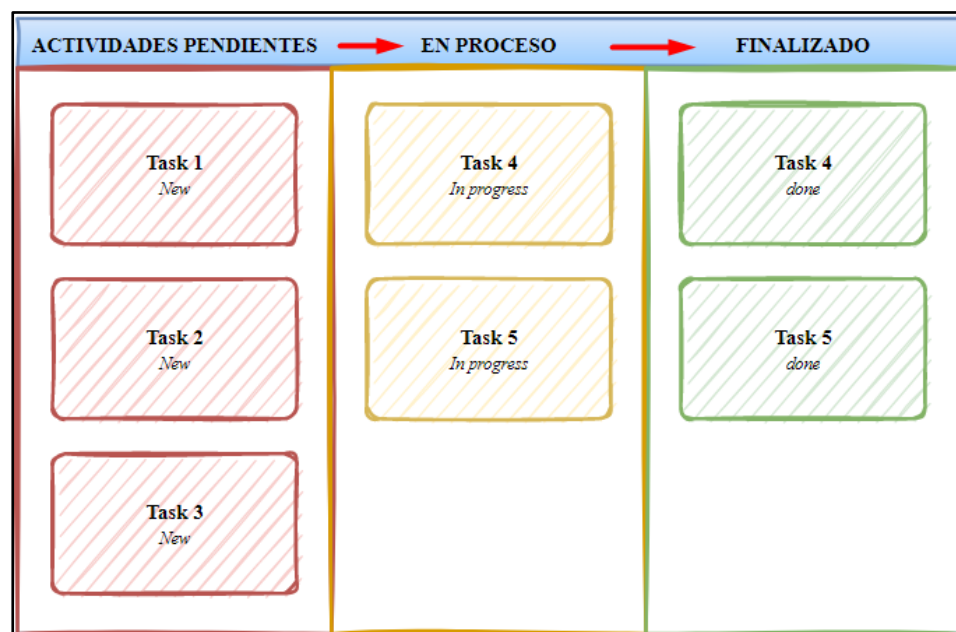 ACTIVIDADES PENDIENTES
EN PROCESO
FINALIZADO
Task 1
New
Task 2
New
Task 3
New
Task 4
In progress
Task 5
In progress
Task 4
done
Task 5
done